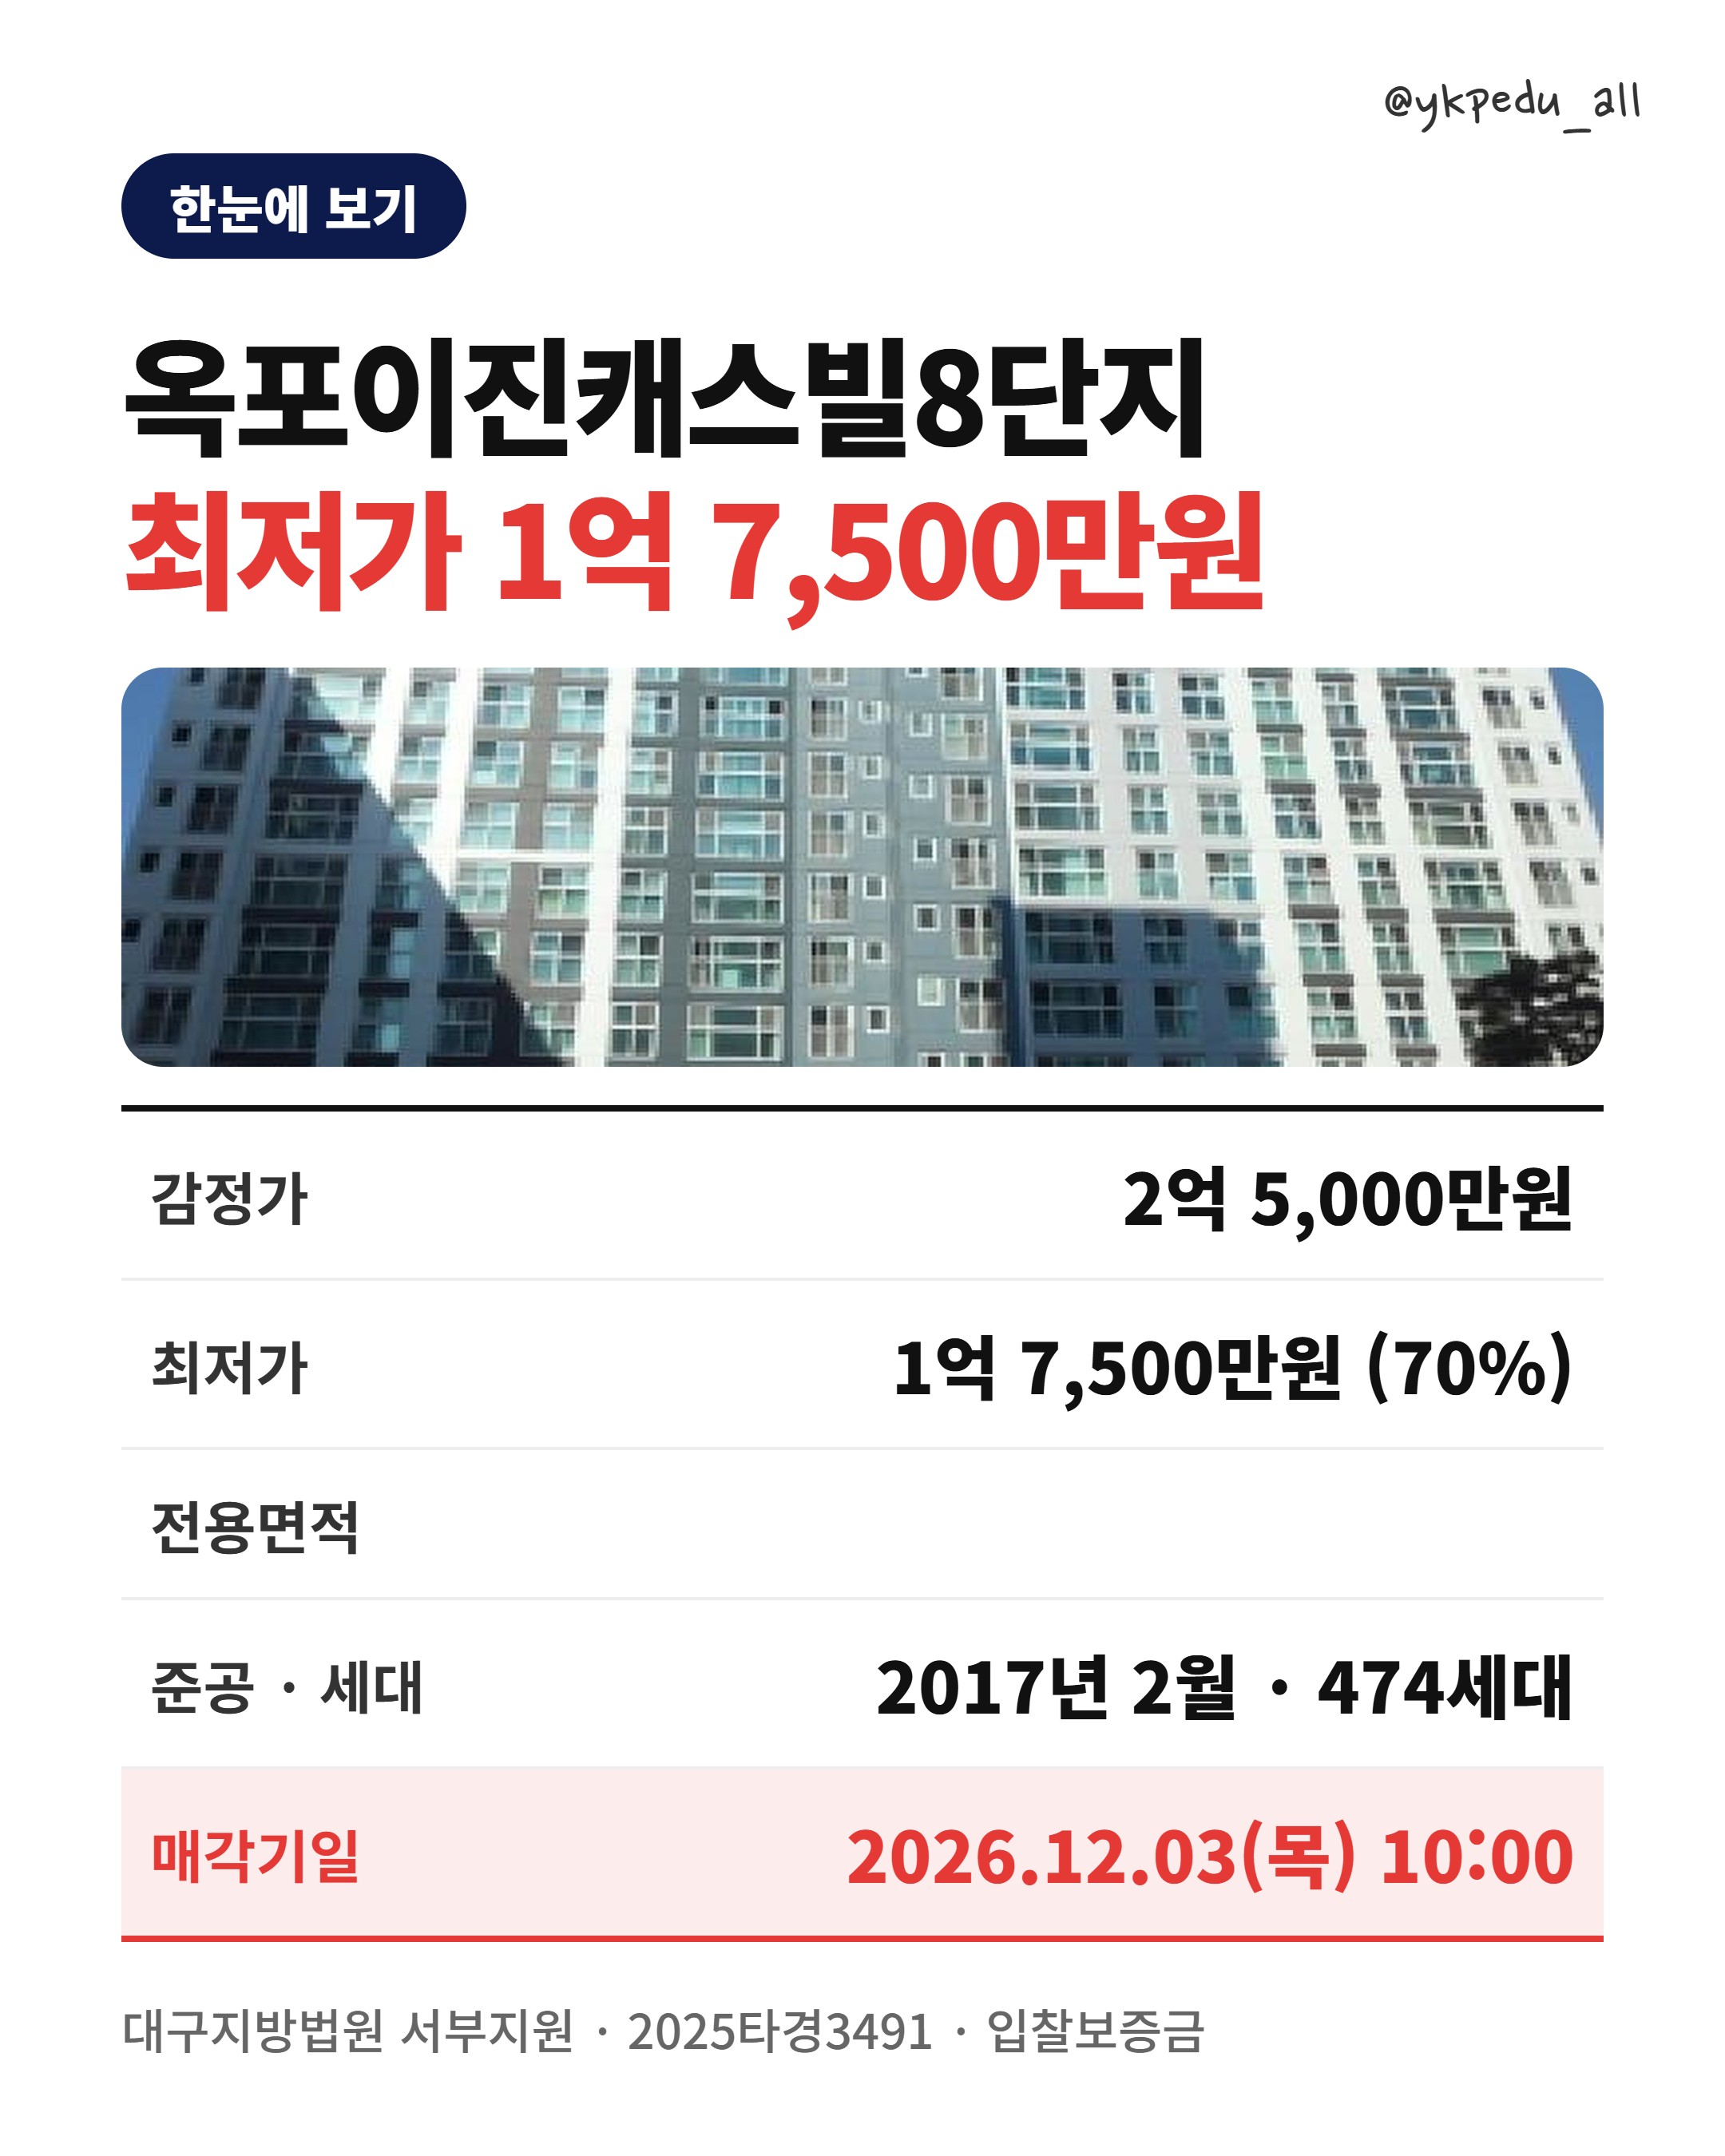 @ykpedu_all
한눈에 보기
옥포이진캐스빌8단지
최저가 1억 7,500만원
감정가 2억 5,000만원
최저가 1억 7,500만원 (70%)
전용면적
준공 · 세대 2017년 2월 · 474세대
매각기일 2026.12.03(목) 10:00
대구지방법원 서부지원 · 2025타경3491 · 입찰보증금